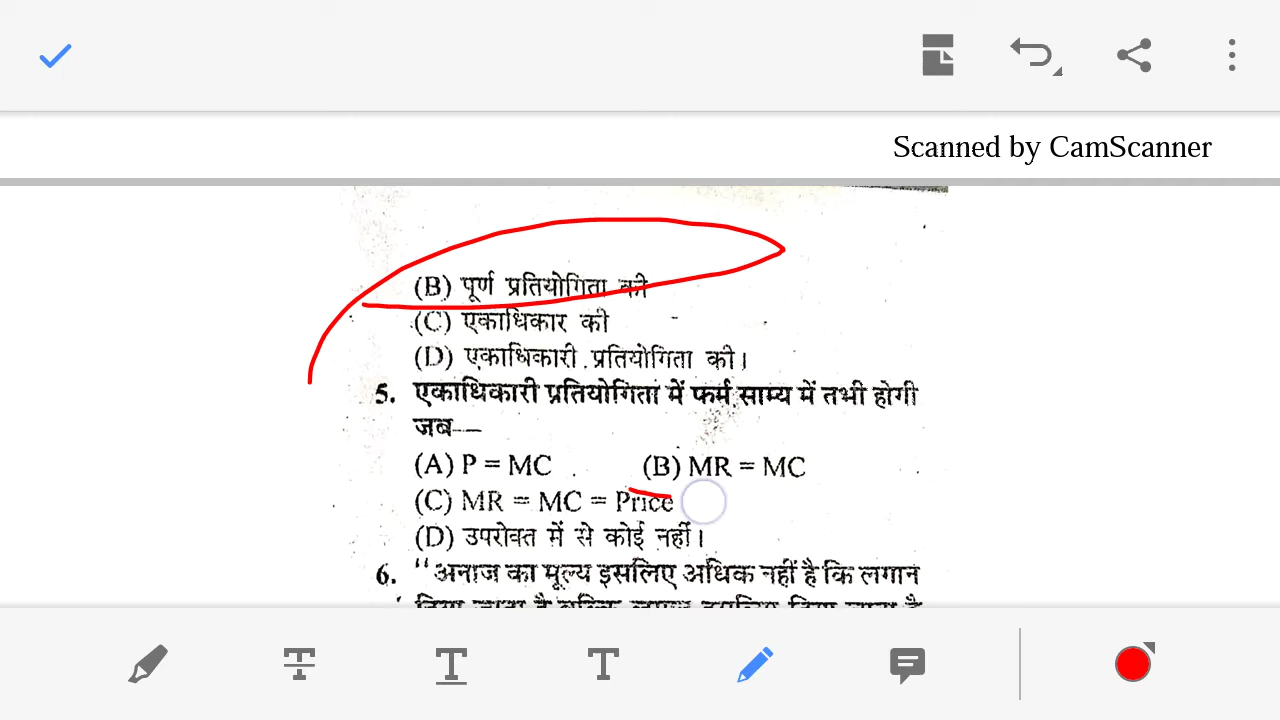 Scanned by CamScanner
(B) पूर्ण प्रतियोगिता की
(C) एकाधिकार की
(D) एकाधिकारी प्रतियोगिता की।
5. एकाधिकारी प्रतियोगिता में फर्म साम्य में तभी होगी
जब—
(A) P = MC (B) MR = MC
(C) MR = MC = Price
(D) उपरोक्त में से कोई नहीं।
6. "अनाज का मूल्य इसलिए अधिक नहीं है कि लगान